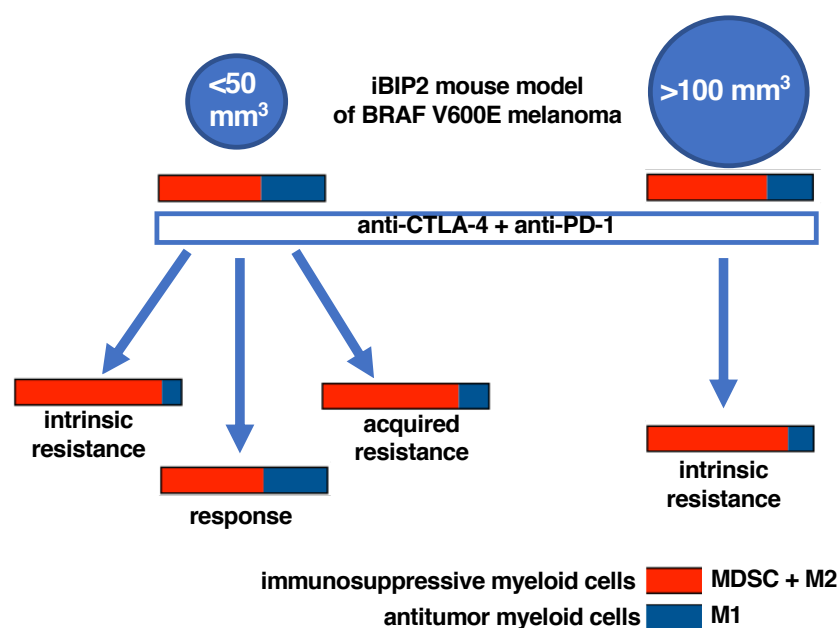 <50
mm³
iBIP2 mouse model
of BRAF V600E melanoma
>100 mm³
anti-CTLA-4 + anti-PD-1
intrinsic
resistance
response
acquired
resistance
intrinsic
resistance
immunosuppressive myeloid cells MDSC + M2
antitumor myeloid cells M1